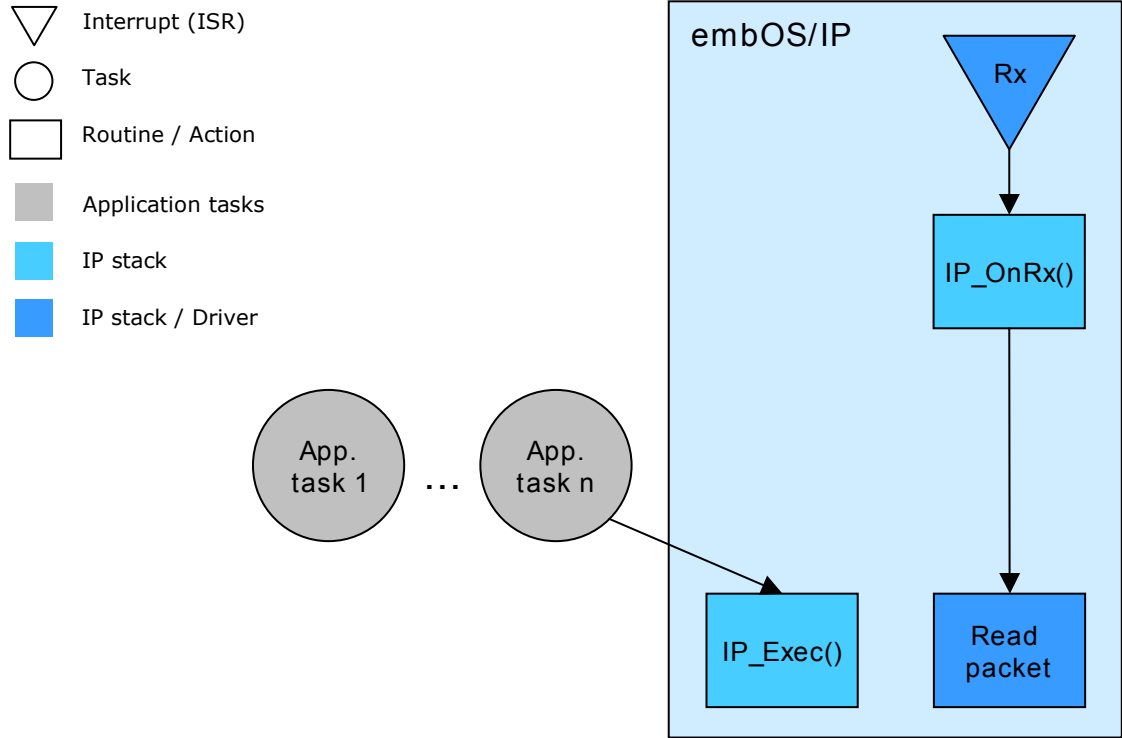 Interrupt (ISR)
Task
Routine / Action
Application tasks
IP stack
IP stack / Driver
embOS/IP
Rx
IP_OnRx()
App.
task 1
...
App.
task n
IP_Exec()
Read
packet